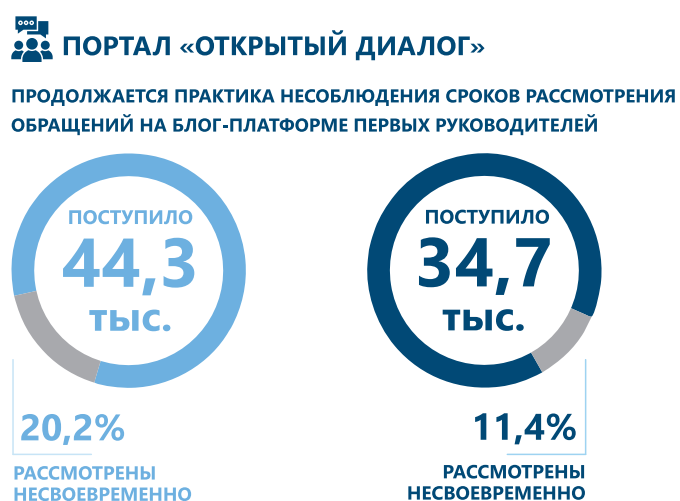 ПОРТАЛ «ОТКРЫТЫЙ ДИАЛОГ»
ПРОДОЛЖАЕТСЯ ПРАКТИКА НЕСОБЛЮДЕНИЯ СРОКОВ РАССМОТРЕНИЯ
ОБРАЩЕНИЙ НА БЛОГ-ПЛАТФОРМЕ ПЕРВЫХ РУКОВОДИТЕЛЕЙ
ПОСТУПИЛО
44,3
тыс.
20,2%
РАССМОТРЕНЫ
НЕСВОЕВРЕМЕННО
ПОСТУПИЛО
34,7
тыс.
11,4%
РАССМОТРЕНЫ
НЕСВОЕВРЕМЕННО